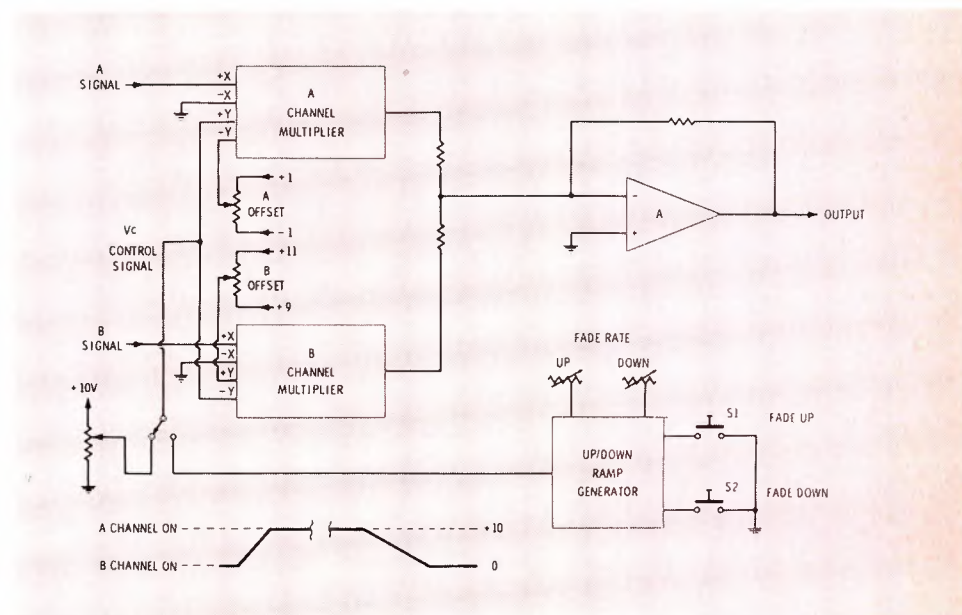 A
SIGNAL
+X
-X
+Y
-Y
A
CHANNEL
MULTIPLIER
+1
A
OFFSET
-1
Vc
CONTROL
SIGNAL
+11
B
OFFSET
+9
B
SIGNAL
+X
-X
+Y
-Y
B
CHANNEL
MULTIPLIER
-
A
+
OUTPUT
+10V
FADE RATE
UP
DOWN
UP/DOWN
RAMP
GENERATOR
S1
FADE UP
S2
FADE DOWN
A CHANNEL ON
+10
B CHANNEL ON
0